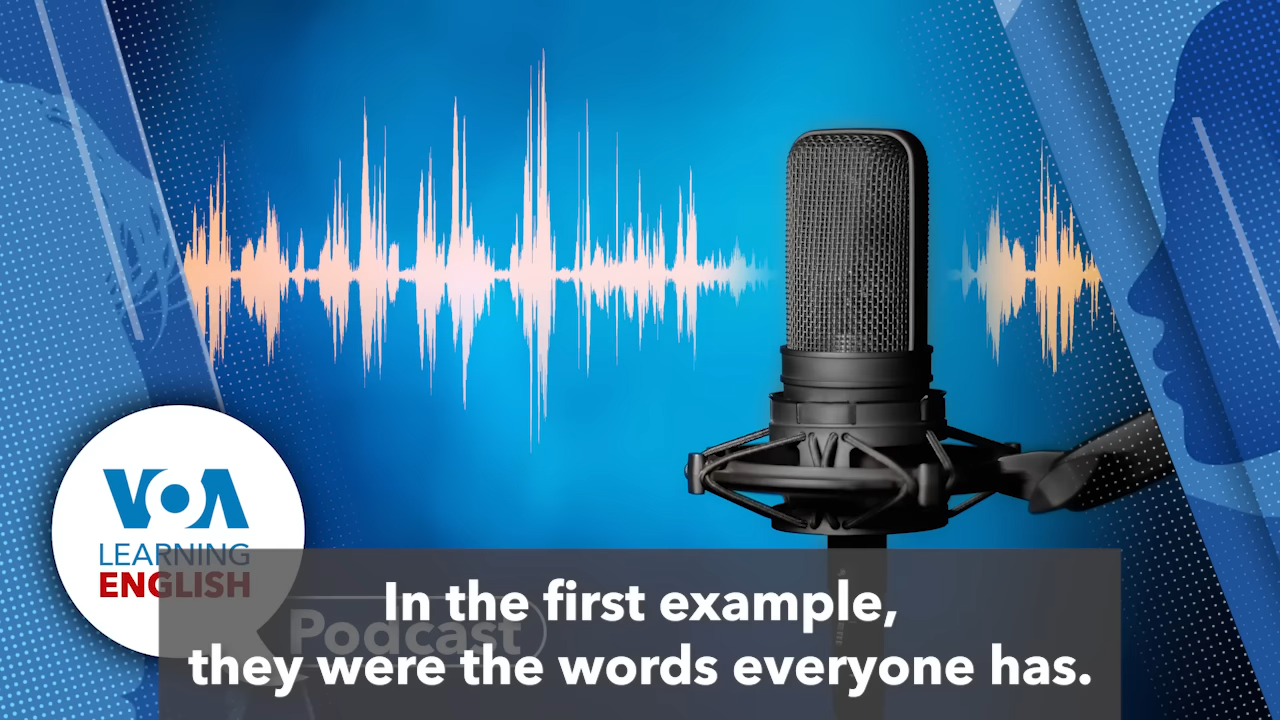 VOA
LEARNING
ENGLISH
Podcast
In the first example,
they were the words everyone has.